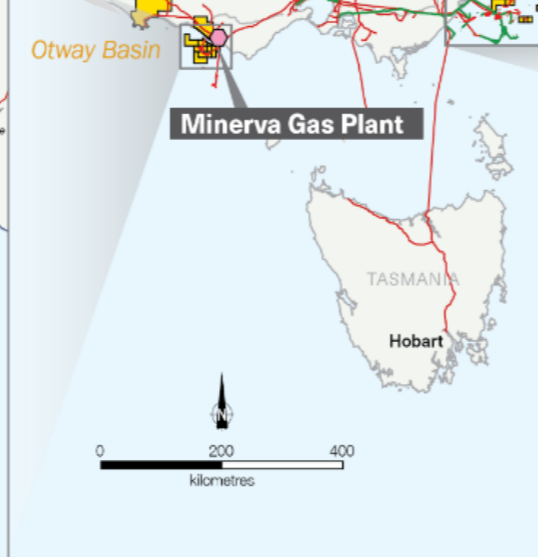 Otway Basin
Minerva Gas Plant
TASMANIA
Hobart
N
0 200 400
kilometres